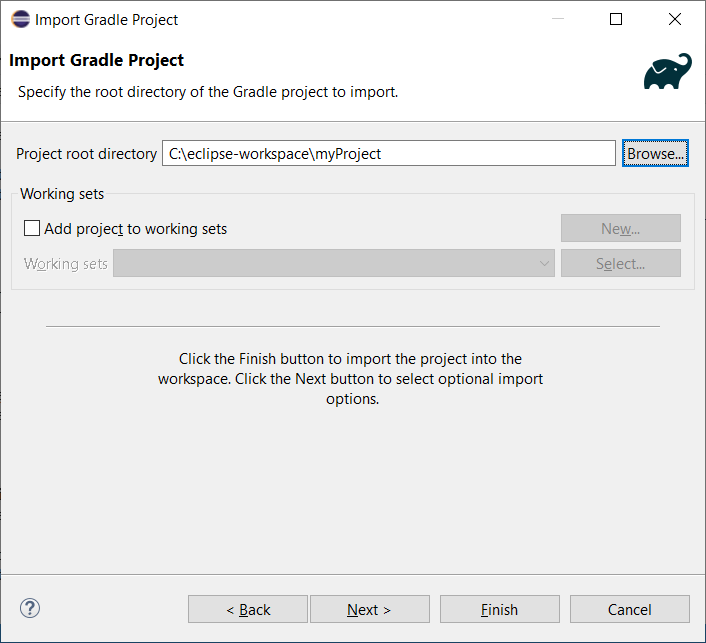 Import Gradle Project
Import Gradle Project
Specify the root directory of the Gradle project to import.
Project root directory C:\eclipse-workspace\myProject Browse...
Working sets
Add project to working sets New...
Working sets Select...
Click the Finish button to import the project into the
workspace. Click the Next button to select optional import
options.
? < Back Next > Finish Cancel